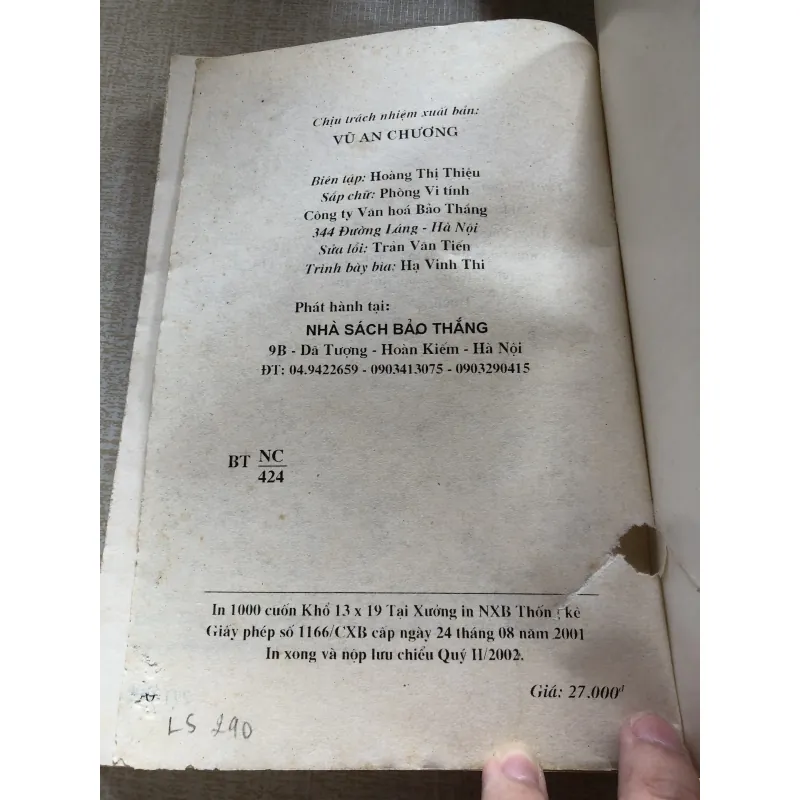 Chịu trách nhiệm xuất bản:
VŨ AN CHƯƠNG
Biên tập: Hoàng Thị Thiệu
Sắp chữ: Phòng Vi tính
Công ty Văn hoá Bảo Thắng
344 Đường Láng - Hà Nội
Sửa lỗi: Trần Văn Tiến
Trình bày bìa: Hạ Vinh Thi
Phát hành tại:
NHÀ SÁCH BẢO THẮNG
9B - Dã Tượng - Hoàn Kiếm - Hà Nội
ĐT: 04.9422659 - 0903413075 - 0903290415
BT NC
424
In 1000 cuốn Khổ 13 x 19 Tại Xưởng in NXB Thống kê
Giấy phép số 1166/CXB cấp ngày 24 tháng 08 năm 2001
In xong và nộp lưu chiểu Quý II/2002.
Giá: 27.000đ
LS 290